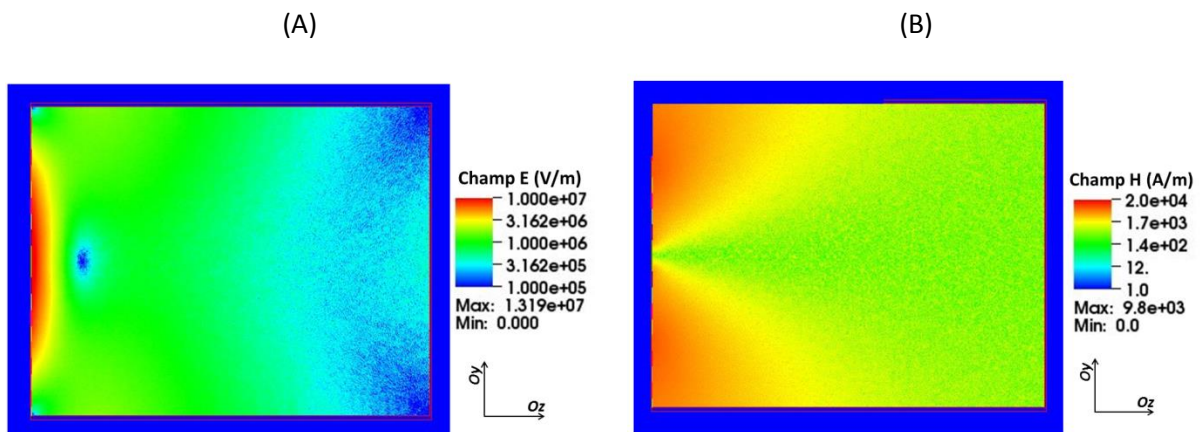 (A)
(B)
Champ E (V/m)
1.000e+07
3.162e+06
1.000e+06
3.162e+05
1.000e+05
Max: 1.319e+07
Min: 0.000
Oy
Oz
Champ H (A/m)
2.0e+04
1.7e+03
1.4e+02
12.
1.0
Max: 9.8e+03
Min: 0.0
Oy
Oz